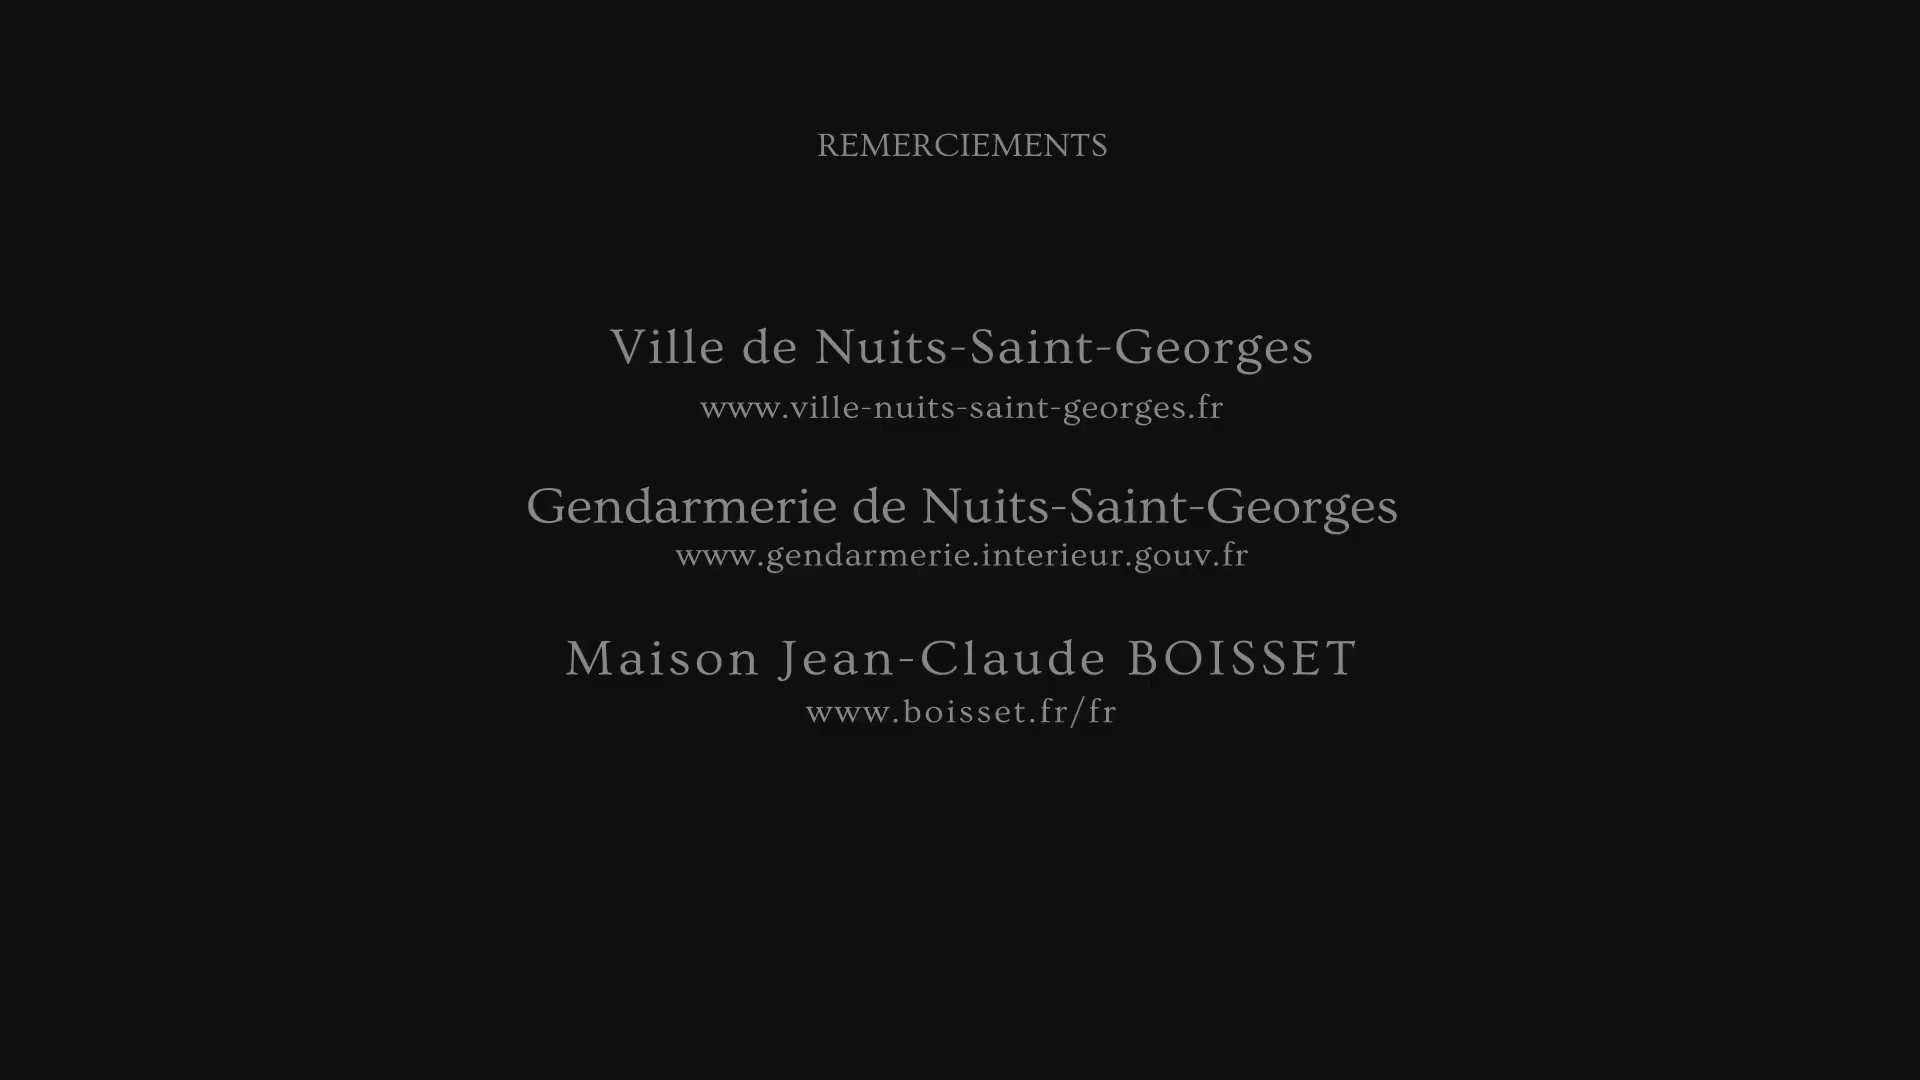 REMERCIEMENTS
Ville de Nuits-Saint-Georges
www.ville-nuits-saint-georges.fr
Gendarmerie de Nuits-Saint-Georges
www.gendarmerie.interieur.gouv.fr
Maison Jean-Claude BOISSET
www.boisset.fr/fr